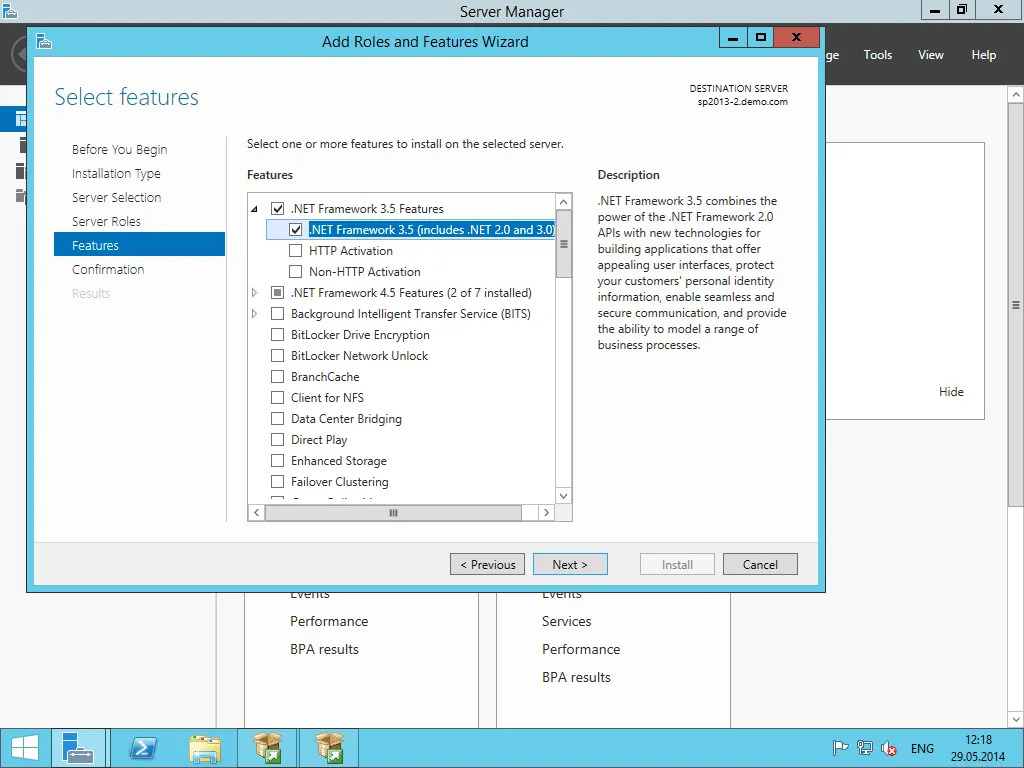 Server Manager
Add Roles and Features Wizard
Tools
View
Help
Select features
DESTINATION SERVER
sp2013-2.demo.com
Before You Begin
Installation Type
Server Selection
Server Roles
Features
Confirmation
Results
Select one or more features to install on the selected server.
Features
.NET Framework 3.5 Features
.NET Framework 3.5 (includes .NET 2.0 and 3.0)
HTTP Activation
Non-HTTP Activation
.NET Framework 4.5 Features (2 of 7 installed)
Background Intelligent Transfer Service (BITS)
BitLocker Drive Encryption
BitLocker Network Unlock
BranchCache
Client for NFS
Data Center Bridging
Direct Play
Enhanced Storage
Failover Clustering
Description
.NET Framework 3.5 combines the
power of the .NET Framework 2.0
APIs with new technologies for
building applications that offer
appealing user interfaces, protect
your customers' personal identity
information, enable seamless and
secure communication, and provide
the ability to model a range of
business processes.
Hide
< Previous
Next >
Install
Cancel
Events
Performance
BPA results
Events
Services
Performance
BPA results
ENG
12:18
29.05.2014